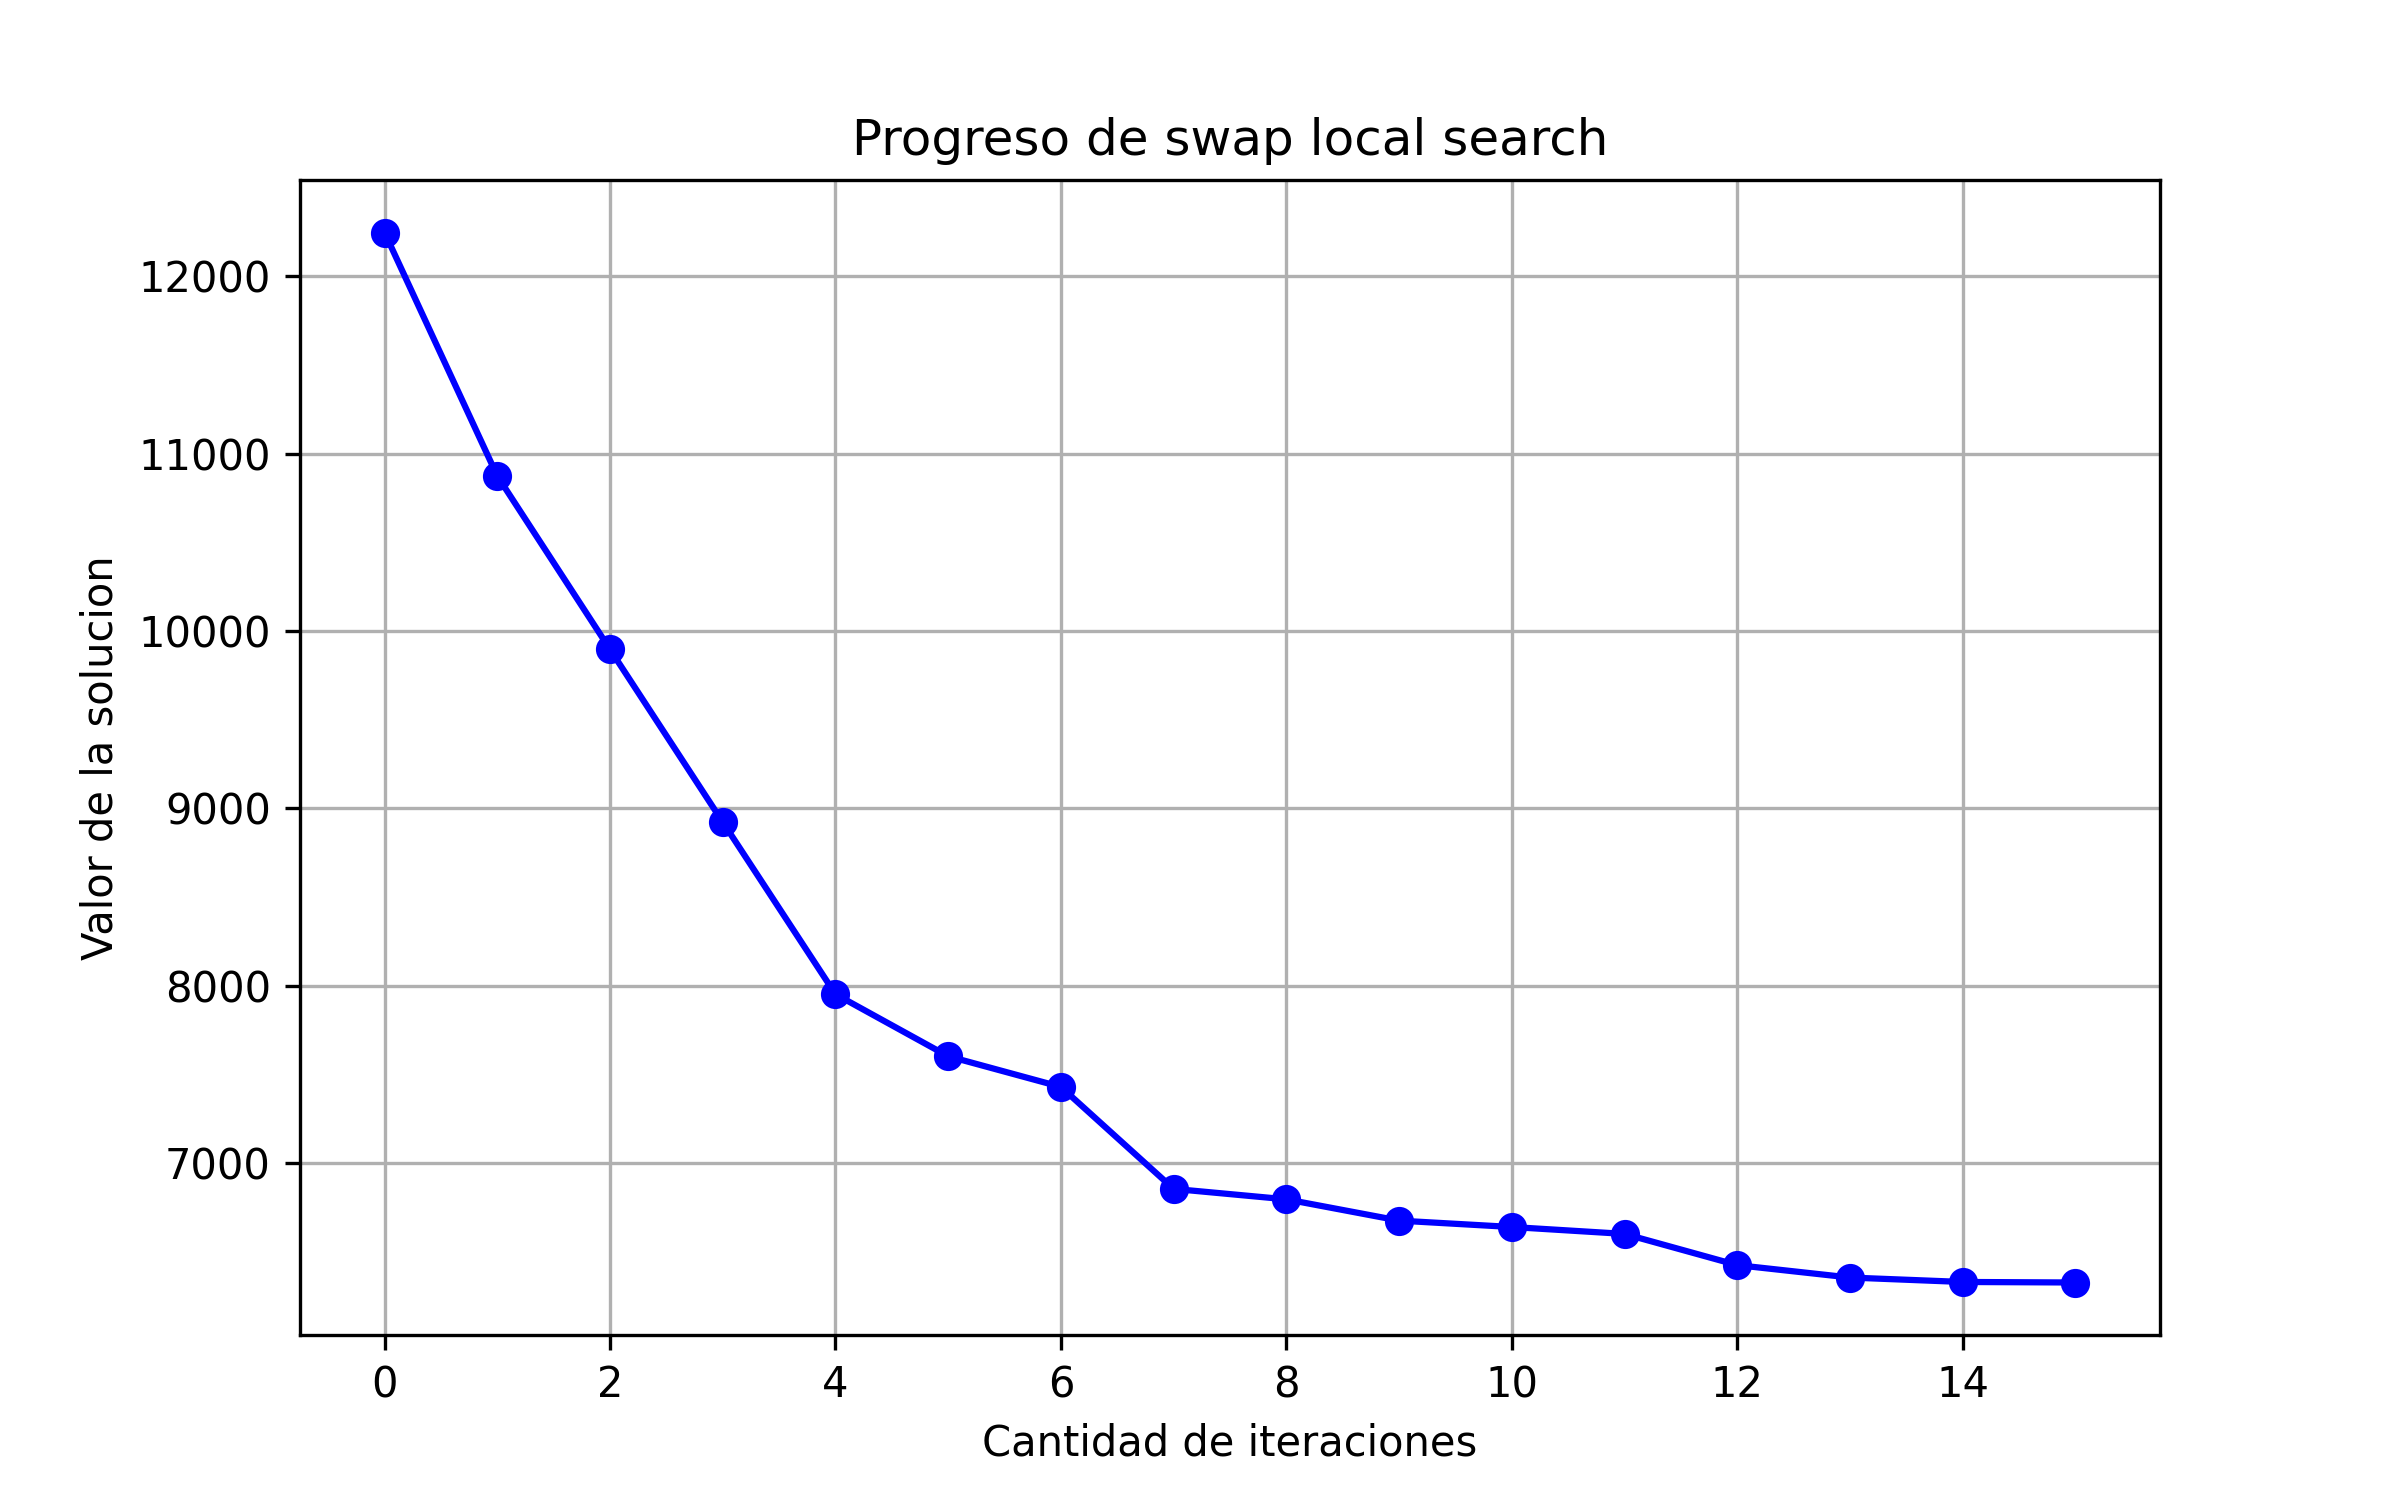 Progreso de swap local search
Valor de la solucion
12000
11000
10000
9000
8000
7000
0 2 4 6 8 10 12 14
Cantidad de iteraciones